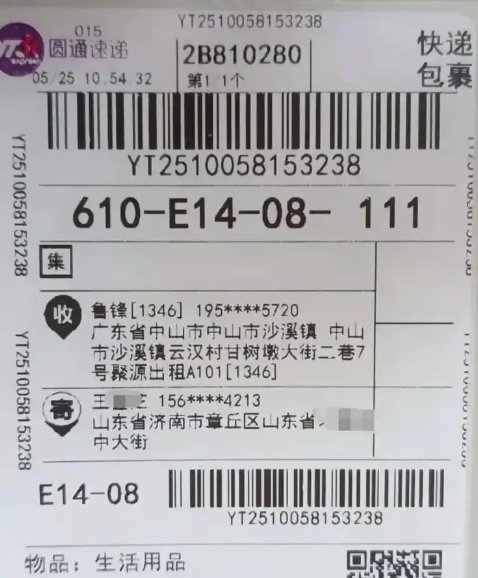 YT2510058153238
015
圆通速递
express
05/25 10.54.32
2B810280
第1/1个
快递
包裹
YT2510058153238
YT2510058153238
610-E14-08- 111
集
收
鲁锋[1346] 195****5720
广东省中山市中山市沙溪镇 中山
市沙溪镇云汉村甘树墩大街二巷7
号聚源出租A101[1346]
YT2510058153238
寄
王 156****4213
山东省济南市章丘区山东省
中大街
E14-08
YT2510058153238
物品: 生活用品